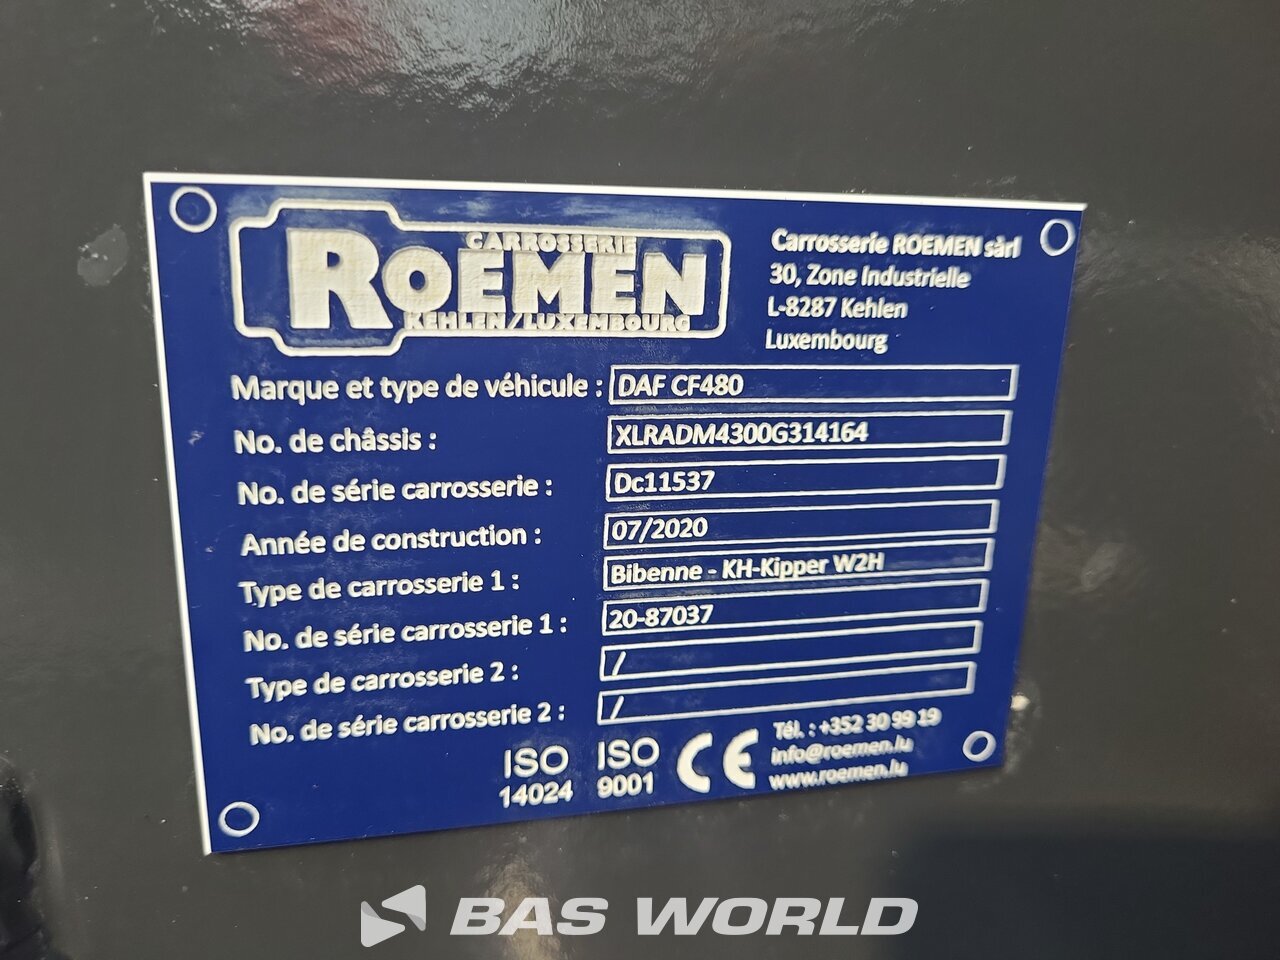 CARROSSERIE
ROEMEN
KEHLEN/LUXEMBOURG
Carrosserie ROEMEN sàrl
30, Zone Industrielle
L-8287 Kehlen
Luxembourg
Marque et type de véhicule : DAF CF480
No. de châssis : XLRADM4300G314164
No. de série carrosserie : Dc11537
Année de construction : 07/2020
Type de carrosserie 1 : Bibenne - KH-Kipper W2H
No. de série carrosserie 1 : 20-87037
Type de carrosserie 2 : /
No. de série carrosserie 2 : /
ISO 14024
ISO 9001
CE
Tél. : +352 30 99 19
info@roemen.lu
www.roemen.lu
BAS WORLD